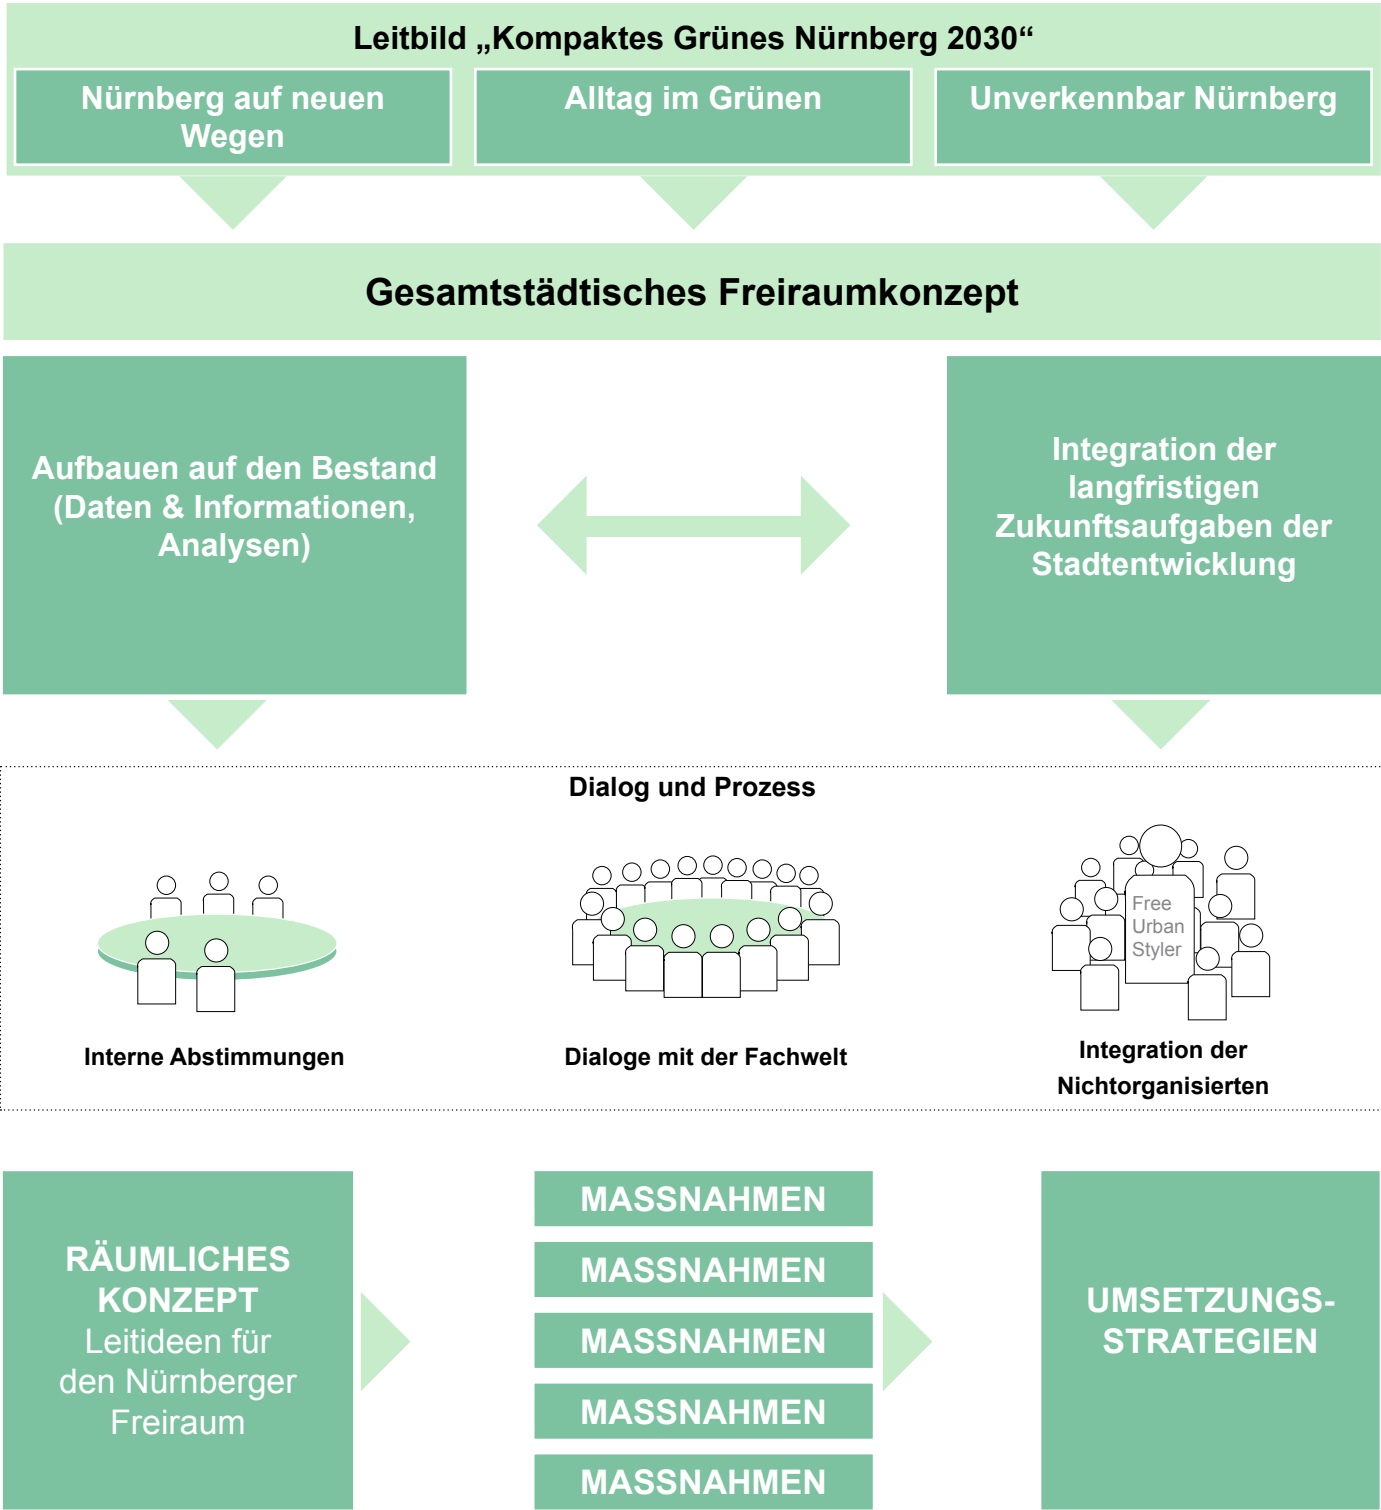 Leitbild „Kompaktes Grünes Nürnberg 2030“
Nürnberg auf neuen
Wegen
Alltag im Grünen
Unverkennbar Nürnberg
Gesamtstädtisches Freiraumkonzept
Aufbauen auf den Bestand
(Daten & Informationen,
Analysen)
Integration der
langfristigen
Zukunftsaufgaben der
Stadtentwicklung
Dialog und Prozess
Free
Urban
Styler
Interne Abstimmungen
Dialoge mit der Fachwelt
Integration der
Nichtorganisierten
RÄUMLICHES
KONZEPT
Leitideen für
den Nürnberger
Freiraum
MASSNAHMEN
MASSNAHMEN
MASSNAHMEN
MASSNAHMEN
MASSNAHMEN
UMSETZUNGS-
STRATEGIEN